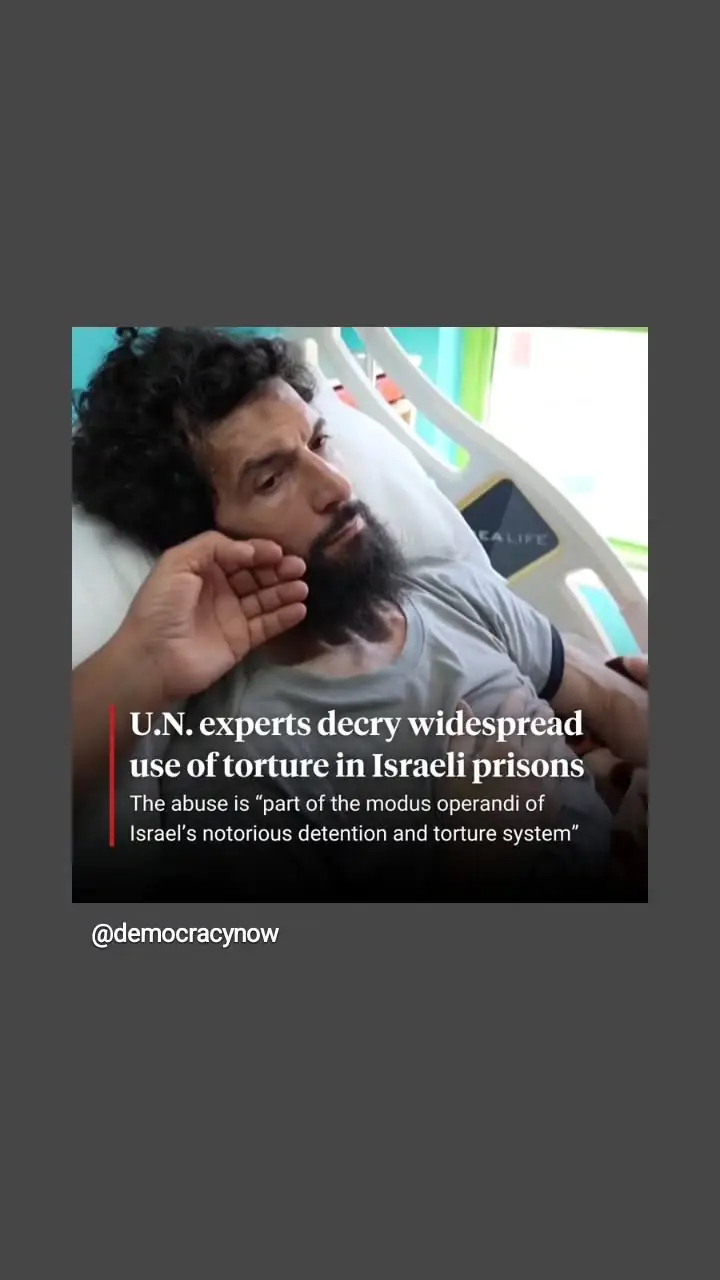 EALIFE
U.N. experts decry widespread
use of torture in Israeli prisons
The abuse is “part of the modus operandi of
Israel’s notorious detention and torture system”
@democracynow